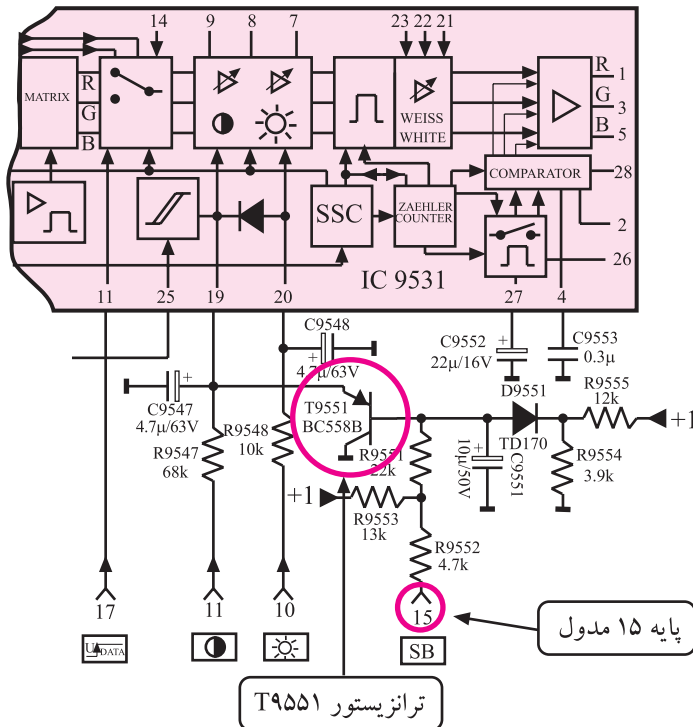 14 9 8 7 23 22 21
MATRIX
R
G
B
WEISS
WHITE
R
1
G
3
B
5
SSC
ZAEHLER
COUNTER
COMPARATOR
28
2
26
IC 9531
11 25 19 20 27 4
C9548
+
4.7µ/63V
C9552
+
22µ/16V
C9553
0.3µ
+
C9547
4.7µ/63V
T9551
BC558B
D9551
TD170
R9555
12k
+1
R9547
68k
R9548
10k
R9551
22k
+
10µ/50V
C9551
R9554
3.9k
+1
R9553
13k
R9552
4.7k
17 11 10 15
UDATA
SB
پایه ۱۵ مدول
ترانزیستور T۹۵۵۱